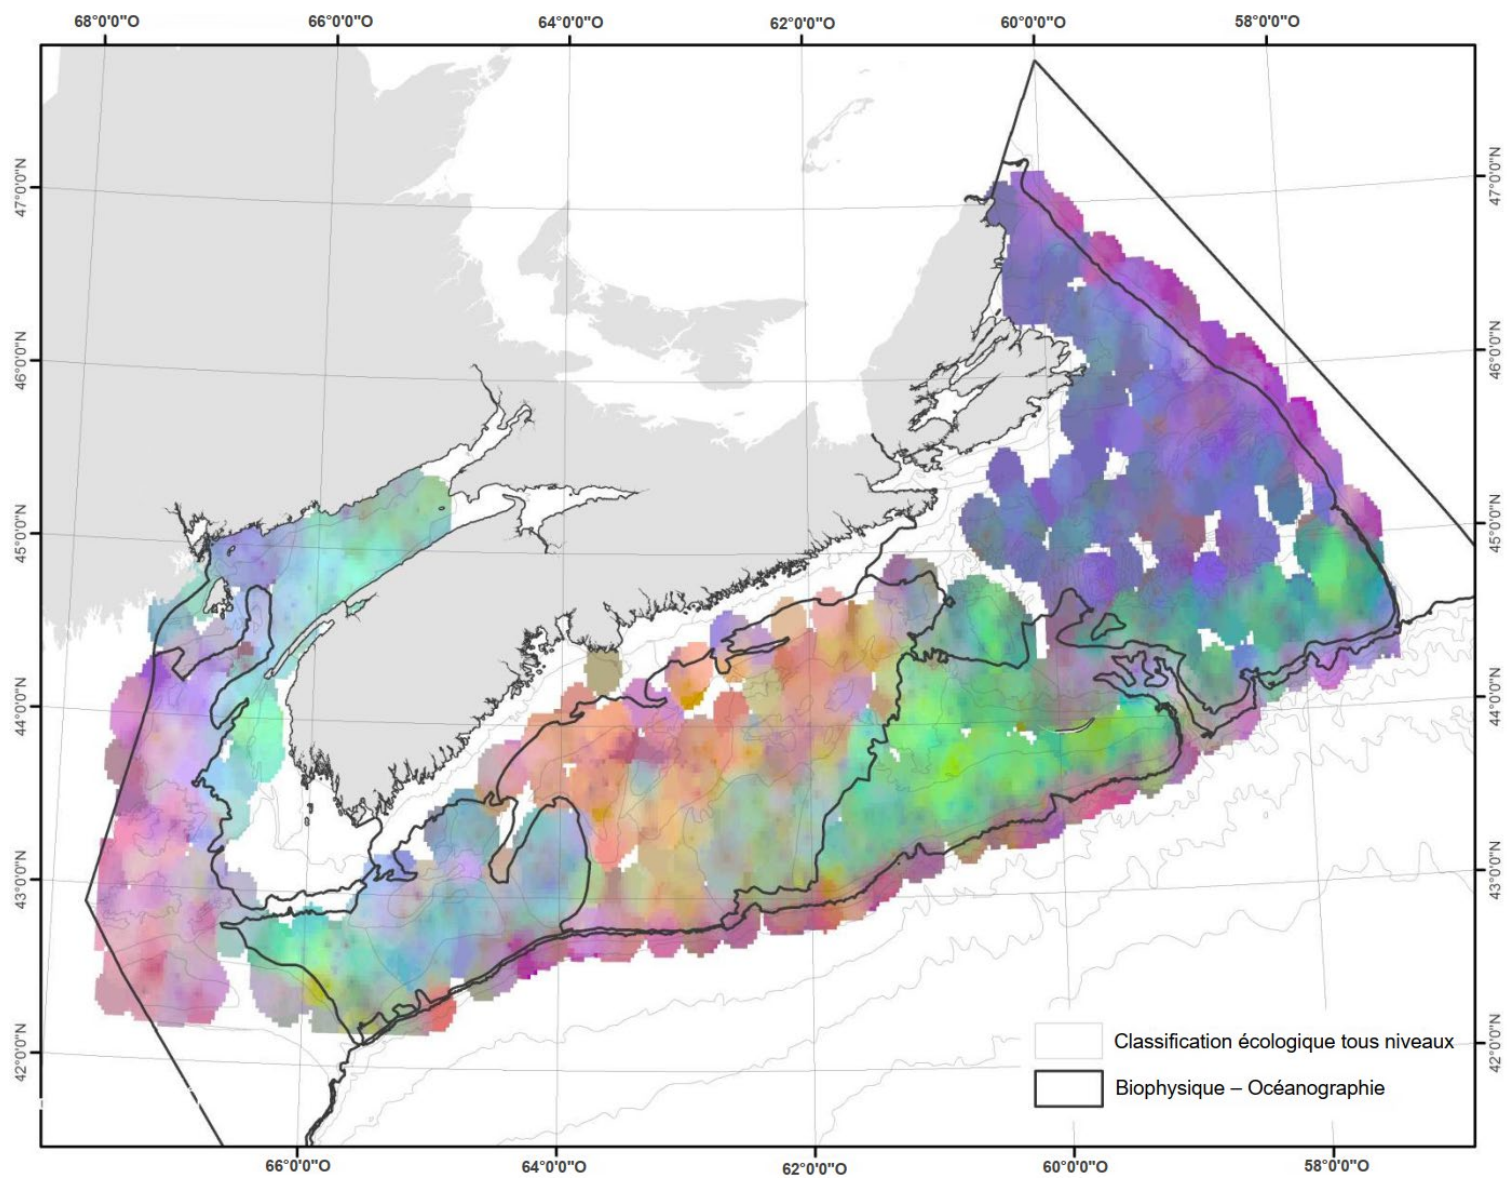 68°0'0"O 66°0'0"O 64°0'0"O 62°0'0"O 60°0'0"O 58°0'0"O
47°0'0"N 47°0'0"N
46°0'0"N 46°0'0"N
45°0'0"N 45°0'0"N
44°0'0"N 44°0'0"N
43°0'0"N 43°0'0"N
42°0'0"N 42°0'0"N
Classification écologique tous niveaux
Biophysique – Océanographie
66°0'0"O 64°0'0"O 62°0'0"O 60°0'0"O 58°0'0"O